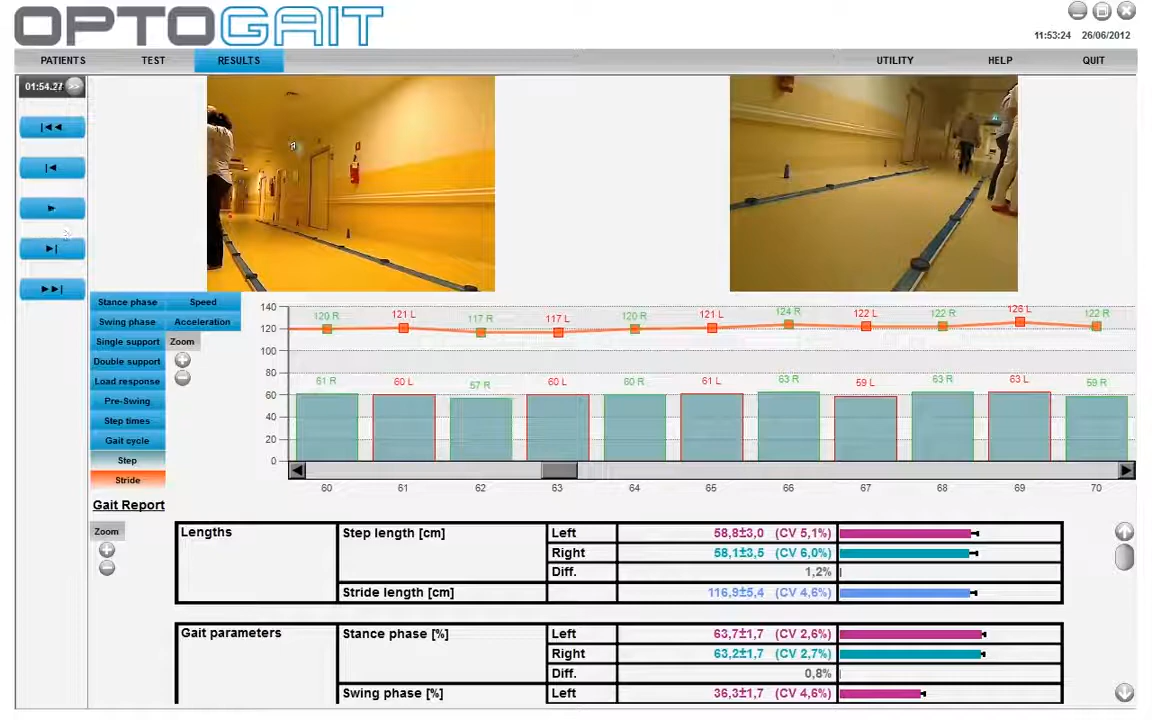 OPTOGAIT
11:53:24 26/06/2012
PATIENTS TEST RESULTS UTILITY HELP QUIT
01:54.27 >>
Stance phase Speed
Swing phase Acceleration
Single support Zoom
Double support
Load response
Pre-Swing
Step times
Gait cycle
Step
Stride
140
120
100
80
60
40
20
0
120 R 121 L 117 R 117 L 120 R 121 L 124 R 122 L 122 R 126 L 122 R
61 R 60 L 57 R 60 L 60 R 61 L 63 R 59 L 63 R 63 L 59 R
60 61 62 63 64 65 66 67 68 69 70
Gait Report
Zoom
Lengths Step length [cm] Left 58,8±3,0 (CV 5,1%)
Right 58,1±3,5 (CV 6,0%)
Diff. 1,2%
Stride length [cm] 116,9±5,4 (CV 4,6%)
Gait parameters Stance phase [%] Left 63,7±1,7 (CV 2,6%)
Right 63,2±1,7 (CV 2,7%)
Diff. 0,8%
Swing phase [%] Left 36,3±1,7 (CV 4,6%)